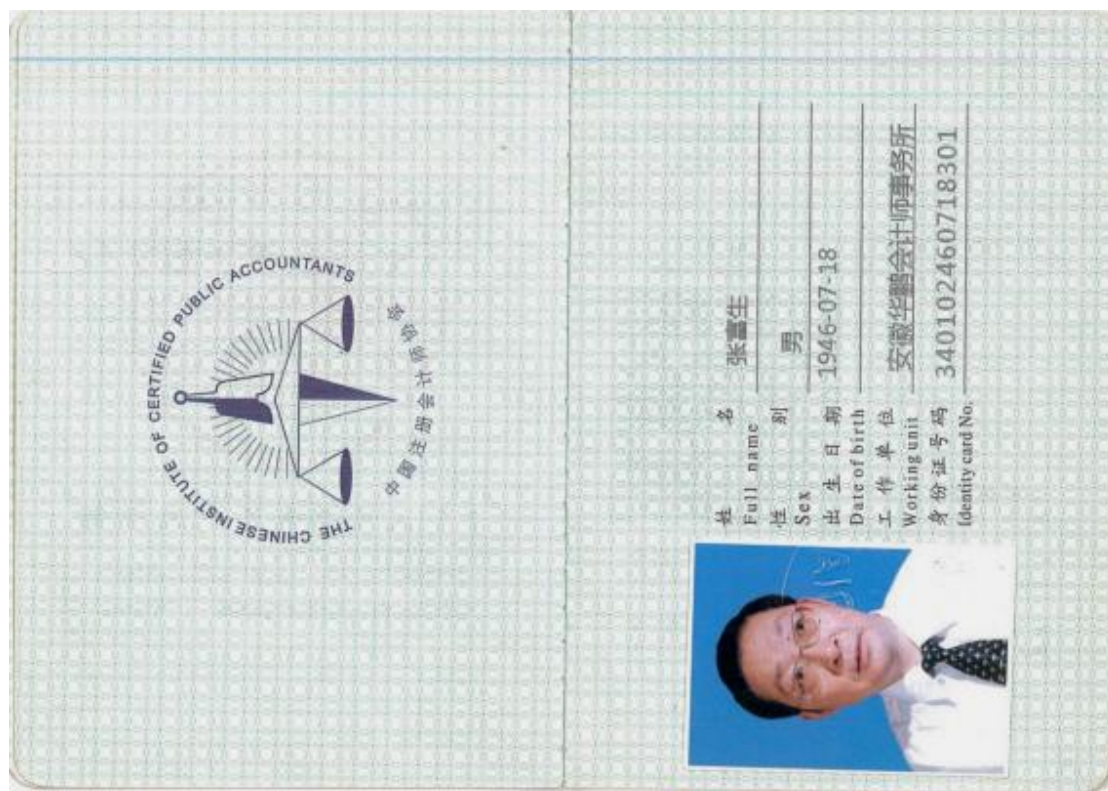 THE CHINESE INSTITUTE OF CERTIFIED PUBLIC ACCOUNTANTS
中国注册会计师协会
姓名 张富生
Full name
性别 男
Sex
出生日期 1946-07-18
Date of birth
工作单位 安徽华鹏会计师事务所
Working unit
身份证号码 340102460718301
Identity card No.